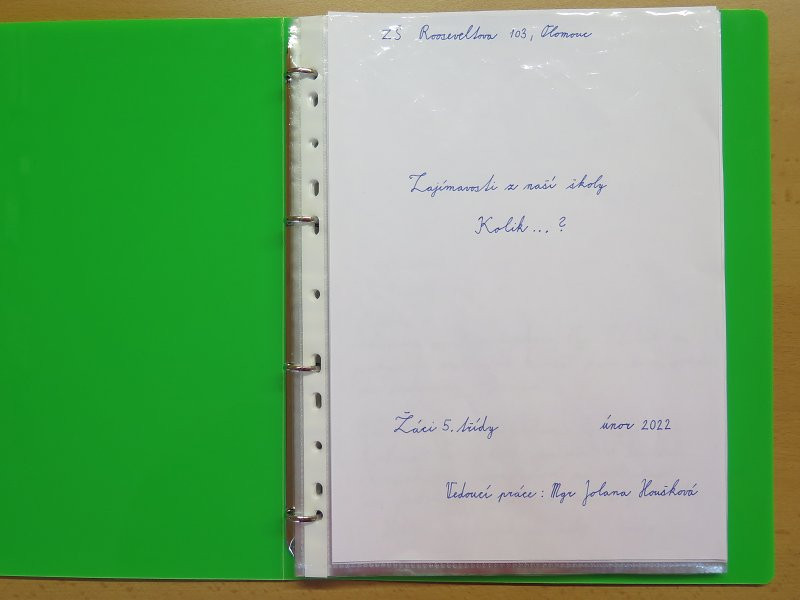 ZŠ Rooseveltova 103, Olomouc
Zajímavosti z naší školy
Kolik...?
Žáci 5. třídy únor 2022
Vedoucí práce: Mgr Jolana Houšková